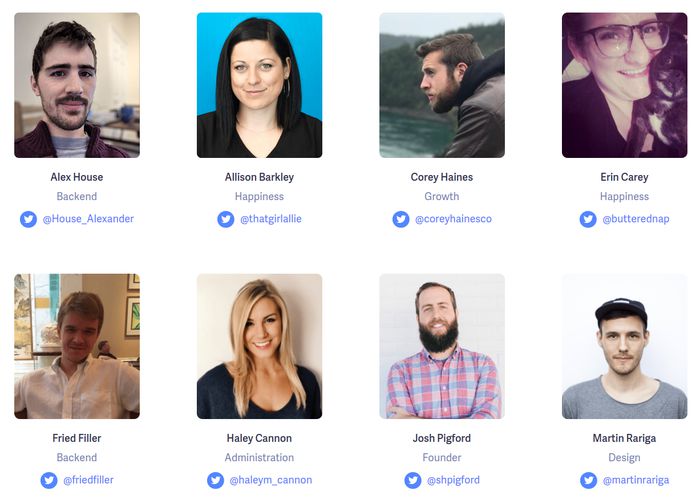 Alex House
Backend
@House_Alexander
Allison Barkley
Happiness
@thatgirlallie
Corey Haines
Growth
@coreyhainesco
Erin Carey
Happiness
@butterednap
Fried Filler
Backend
@friedfiller
Haley Cannon
Administration
@haleym_cannon
Josh Pigford
Founder
@shpigford
Martin Rariga
Design
@martinrariga